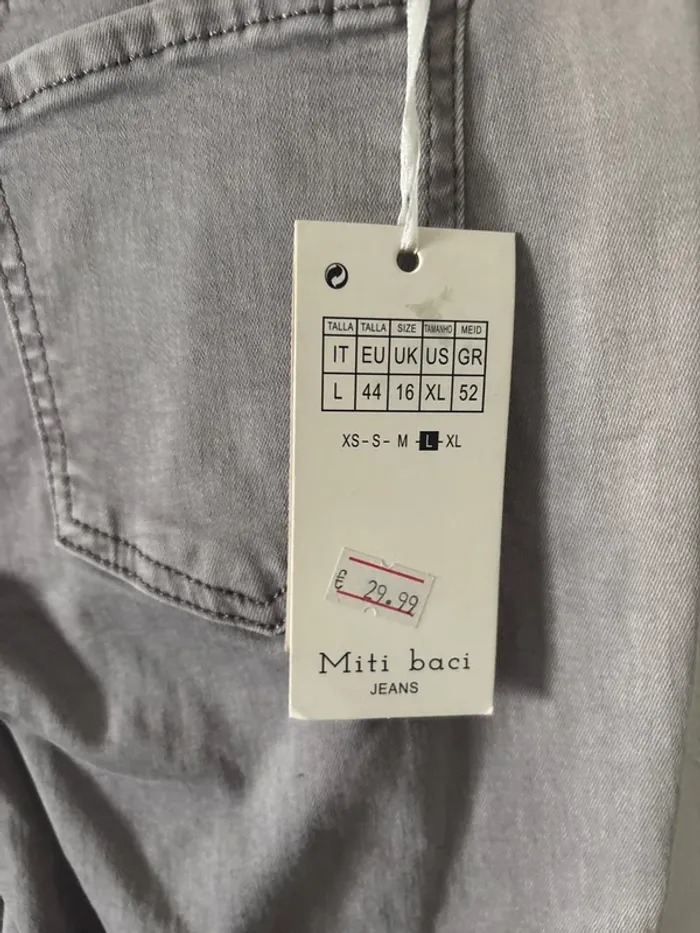 TALLA TALLA SIZE TAMANHO MEID
IT EU UK US GR
L 44 16 XL 52
XS-S- M -L-XL
€ 29.99
Miti baci
JEANS